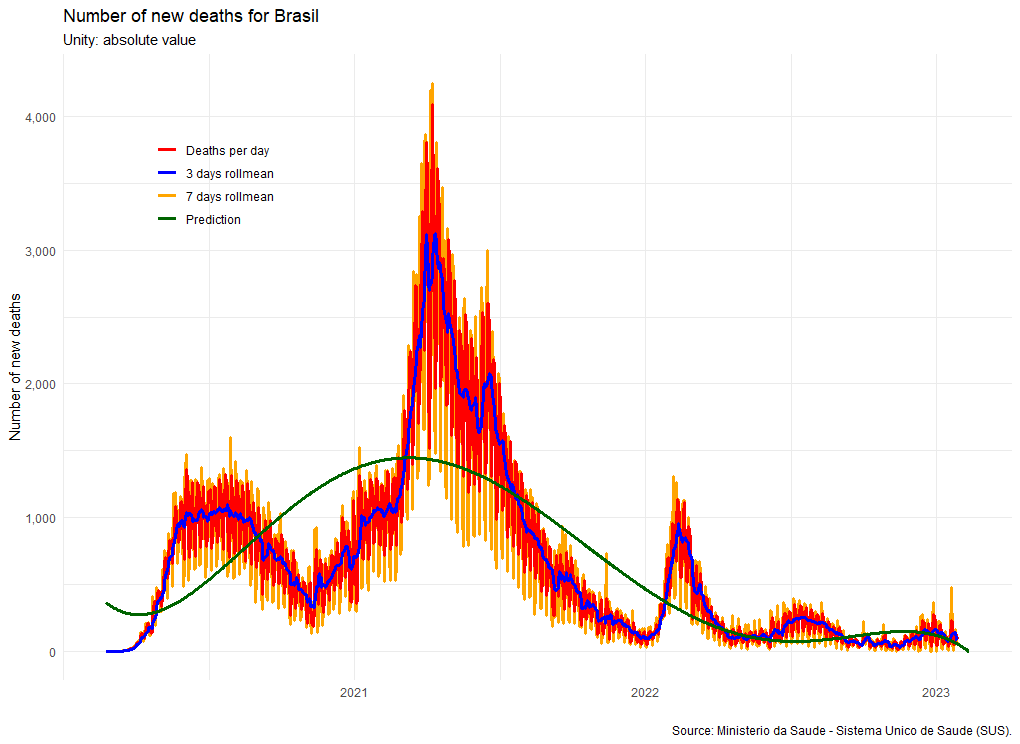 Number of new deaths for Brasil
Unity: absolute value
Number of new deaths
4,000
3,000
2,000
1,000
0
Deaths per day
3 days rollmean
7 days rollmean
Prediction
2021
2022
2023
Source: Ministerio da Saude - Sistema Unico de Saude (SUS).